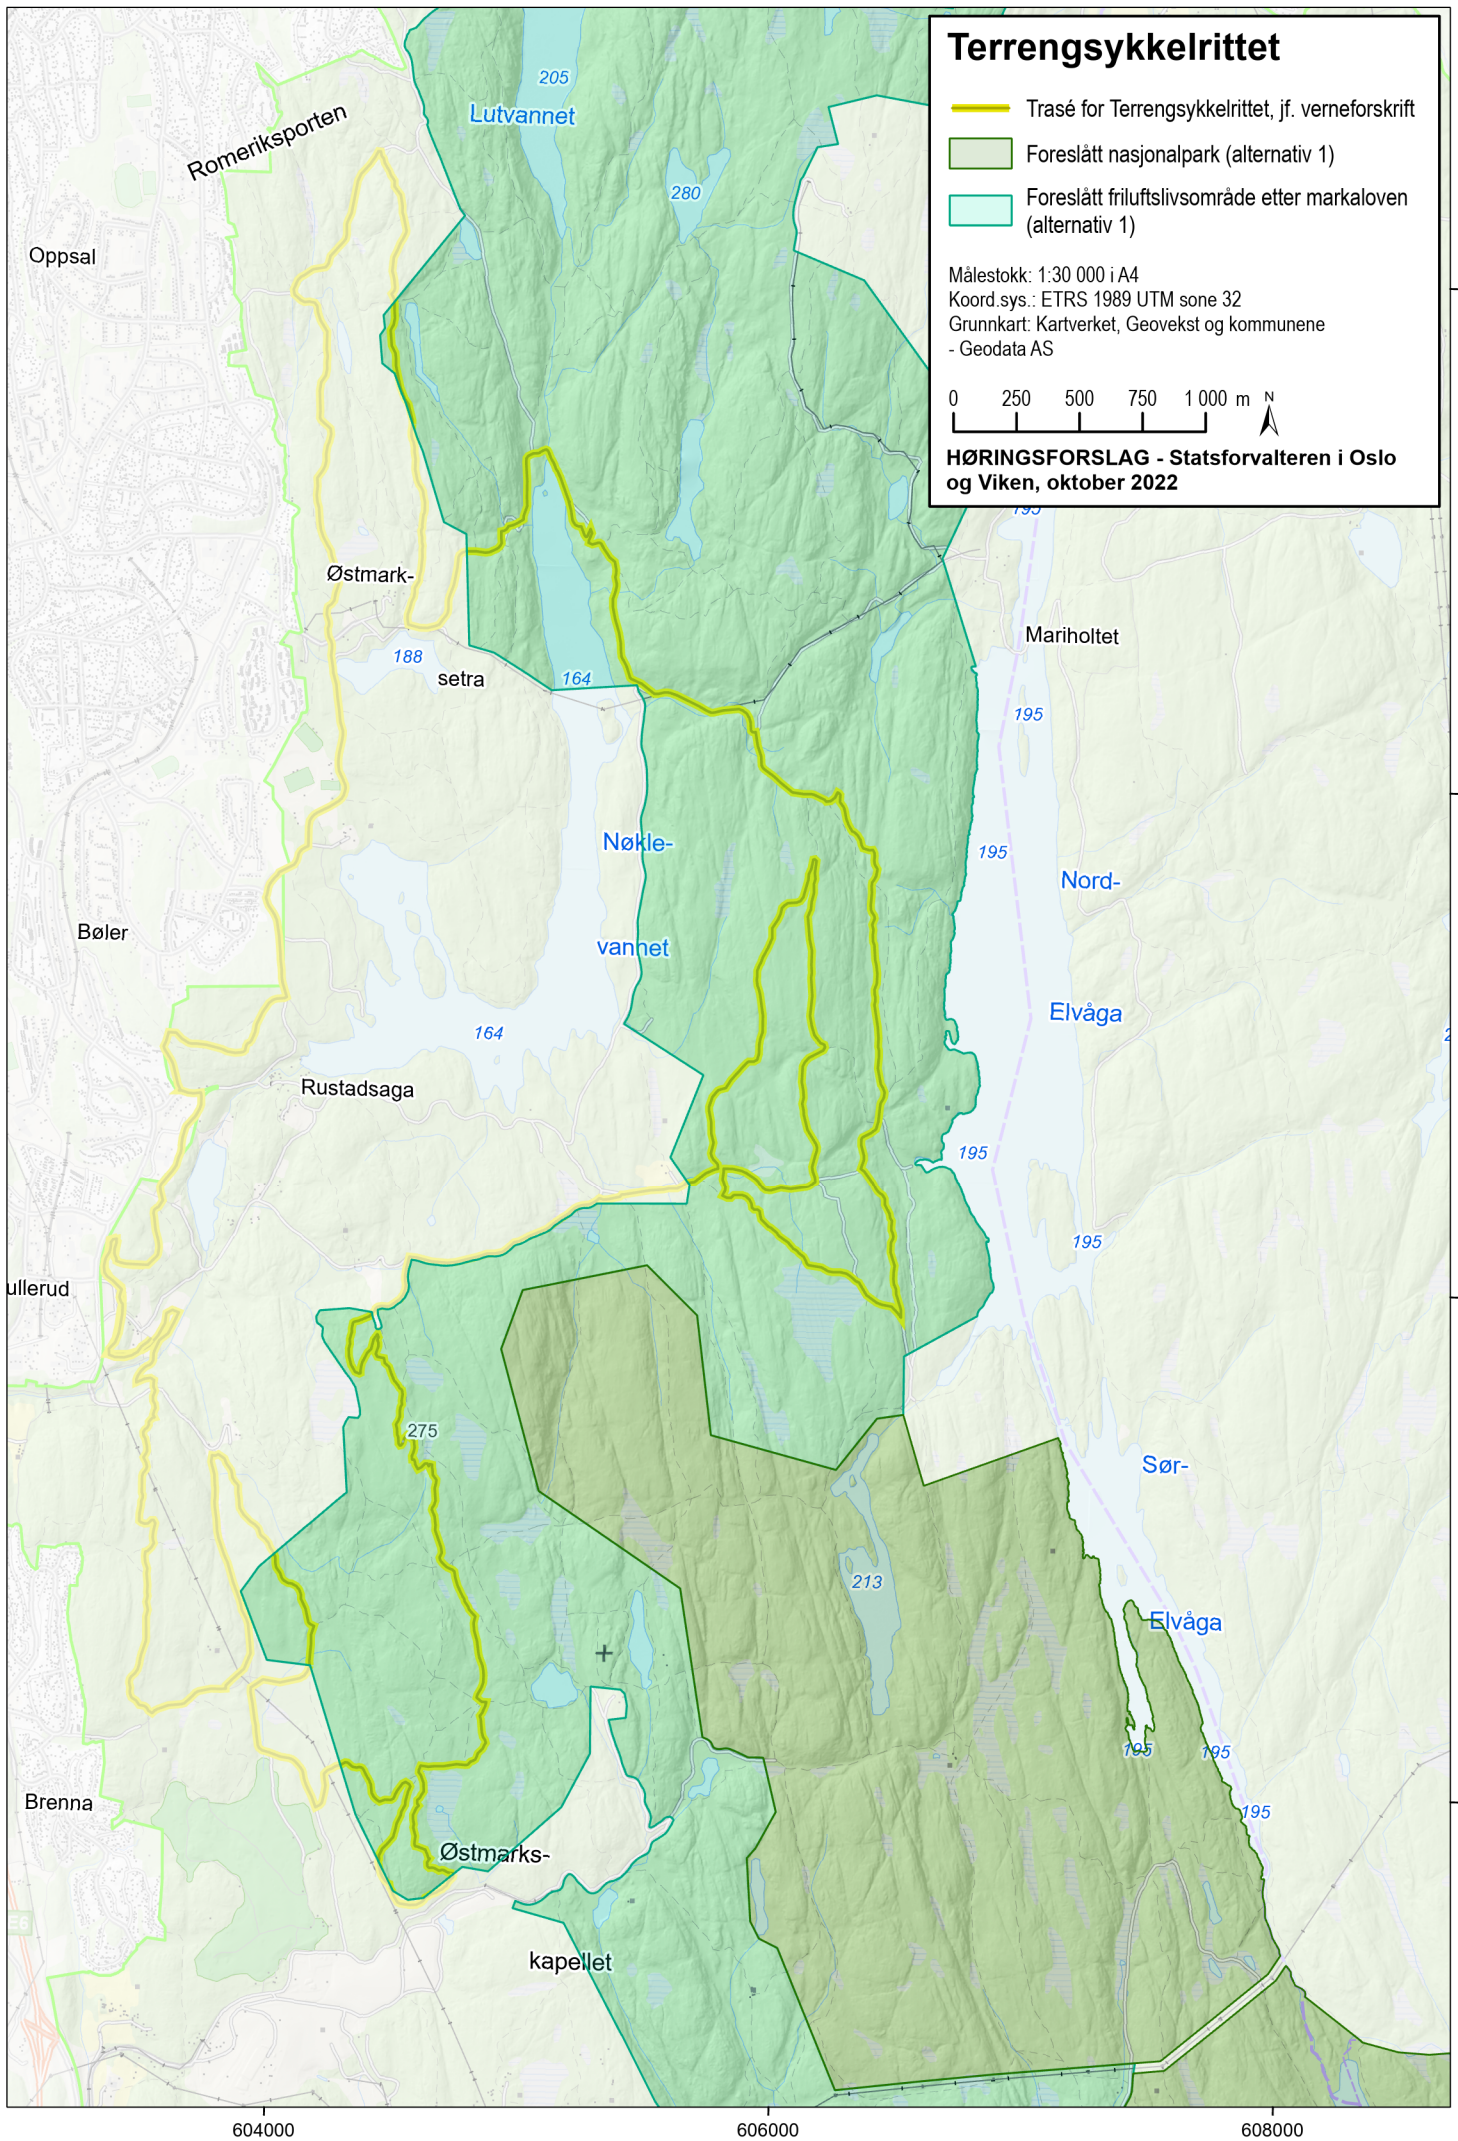 Terrengsykkelrittet
Trasé for Terrengsykkelrittet, jf. verneforskrift
Foreslått nasjonalpark (alternativ 1)
Foreslått friluftslivsområde etter markaloven
(alternativ 1)
Målestokk: 1:30 000 i A4
Koord.sys.: ETRS 1989 UTM sone 32
Grunnkart: Kartverket, Geovekst og kommunene
- Geodata AS
0 250 500 750 1 000 m N
HØRINGSFORSLAG - Statsforvalteren i Oslo
og Viken, oktober 2022
205
Lutvannet
Romeriksporten
280
Oppsal
195
Østmark-
Mariholtet
188
setra
164
195
Nøkle-
195
Nord-
Bøler
vannet
Elvåga
164
Rustadsaga
195
195
ullerud
275
Sør-
213
Elvåga
195
195
Brenna
195
Østmarks-
E6
kapellet
604000
606000
608000